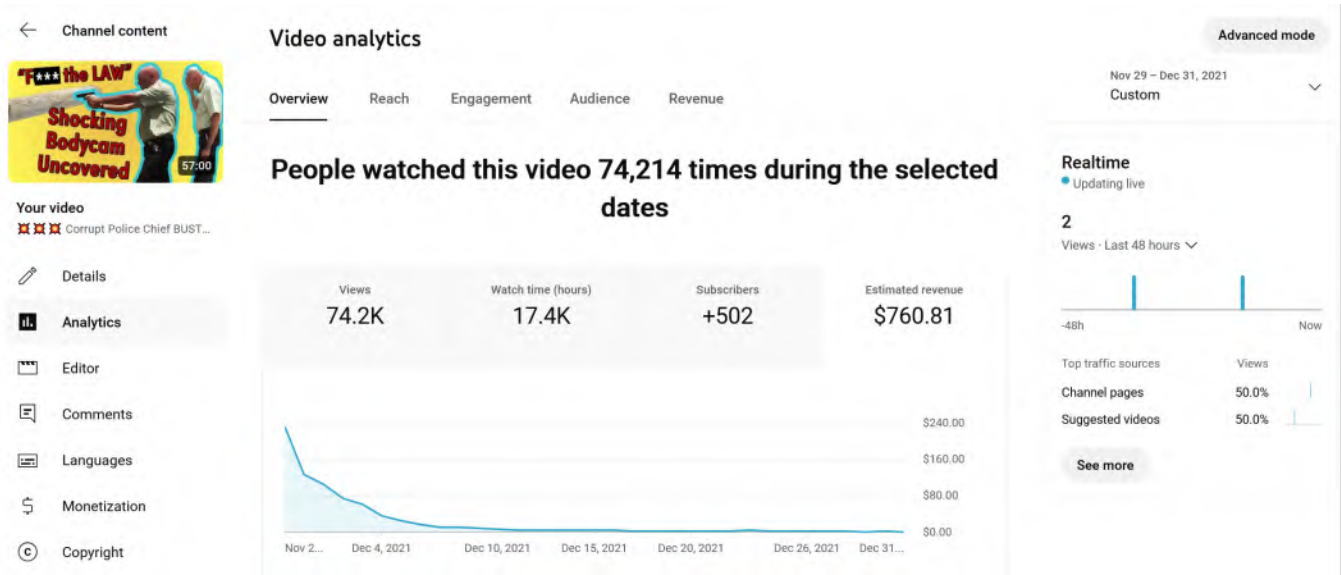 Channel content
"F*** the LAW"
Shocking
Bodycam
Uncovered
57:00
Your video
💥 💥 💥 Corrupt Police Chief BUST...
Details
Analytics
Editor
Comments
Languages
Monetization
Copyright
Video analytics
Overview Reach Engagement Audience Revenue
People watched this video 74,214 times during the selected
dates
Views Watch time (hours) Subscribers Estimated revenue
74.2K 17.4K +502 $760.81
$240.00
$160.00
$80.00
$0.00
Nov 2... Dec 4, 2021 Dec 10, 2021 Dec 15, 2021 Dec 20, 2021 Dec 26, 2021 Dec 31...
Advanced mode
Nov 29 – Dec 31, 2021
Custom
Realtime
Updating live
2
Views · Last 48 hours
-48h Now
Top traffic sources Views
Channel pages 50.0%
Suggested videos 50.0%
See more